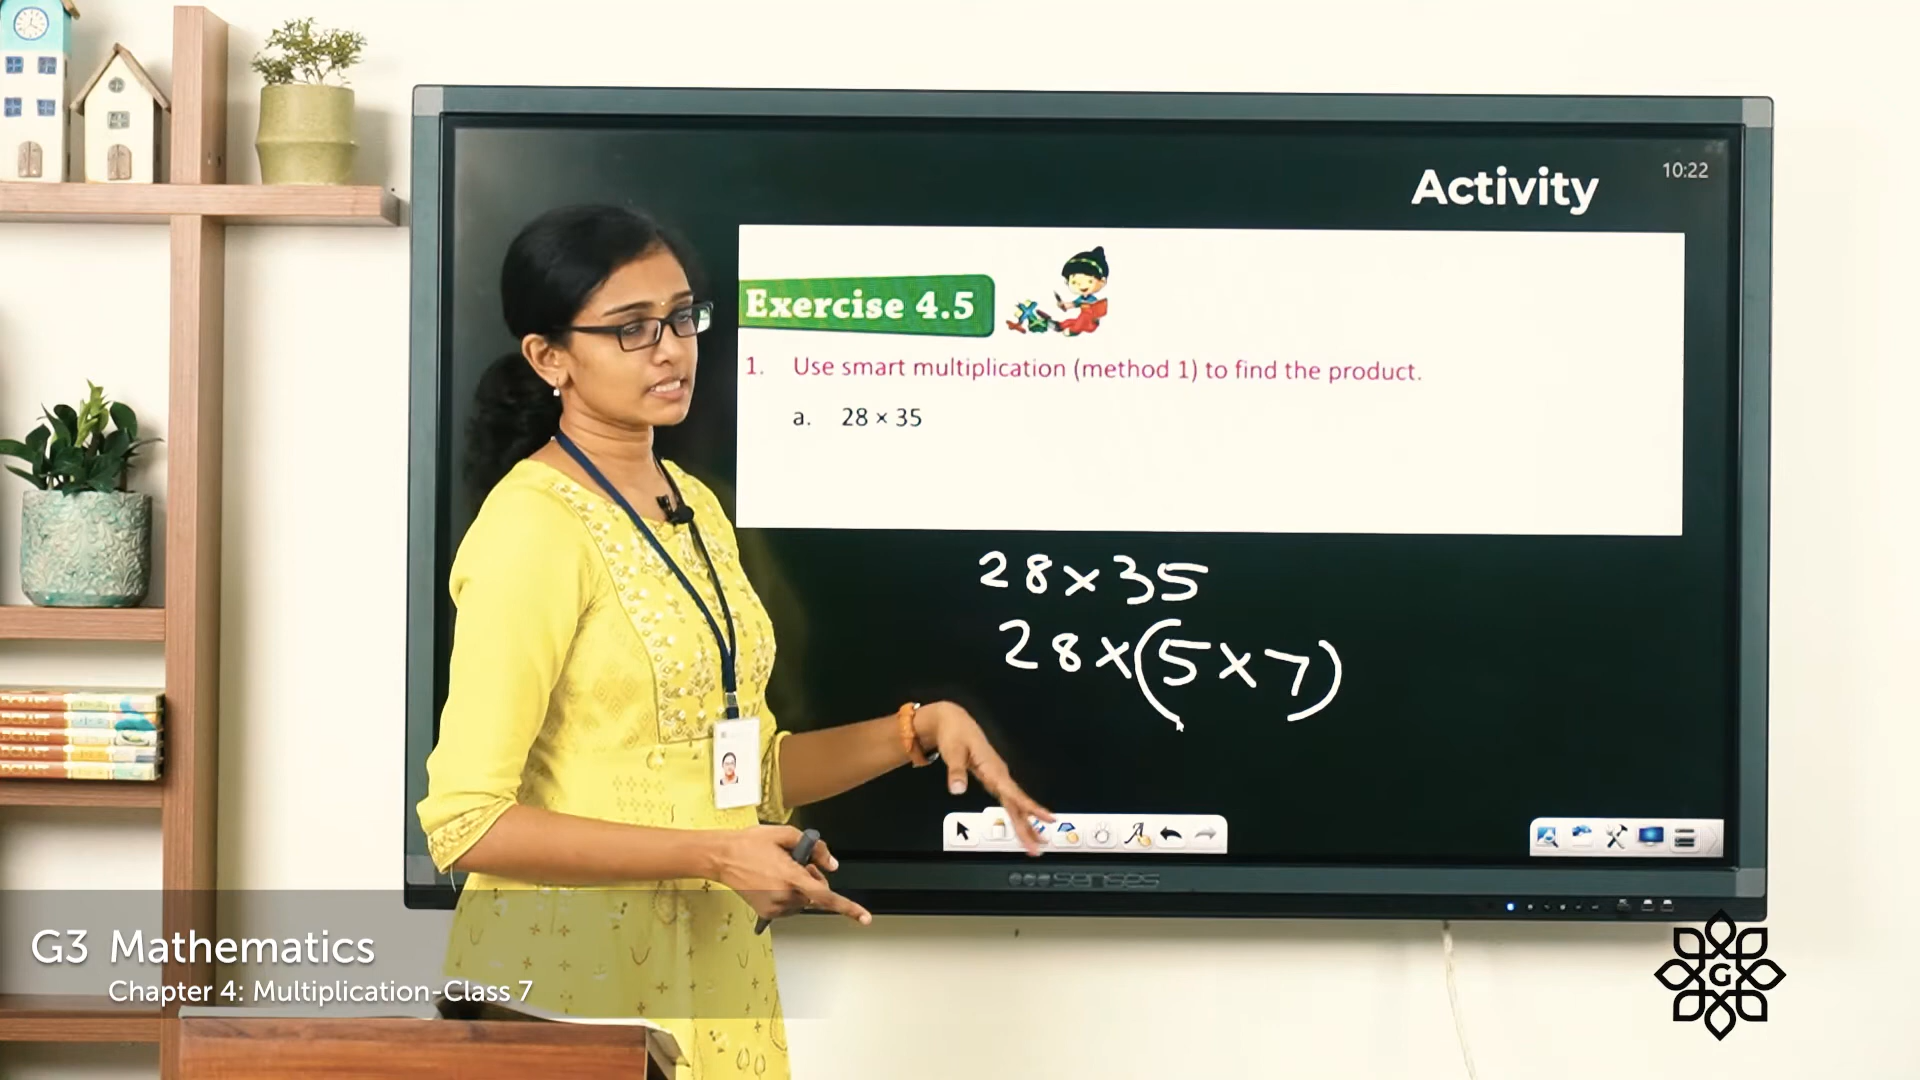 Activity
10:22
Exercise 4.5
1. Use smart multiplication (method 1) to find the product.
a. 28 × 35
28×35
28×(5×7)
G3 Mathematics
Chapter 4: Multiplication-Class 7
G